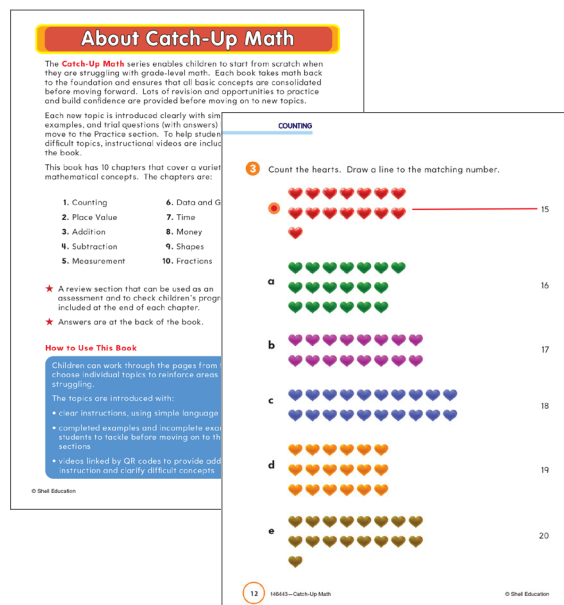 About Catch-Up Math
The Catch-Up Math series enables children to start from scratch when
they are struggling with grade-level math. Each book takes math back
to the foundation and ensures that all basic concepts are consolidated
before moving forward. Lots of revision and opportunities to practice
and build confidence are provided before moving on to new topics.
Each new topic is introduced clearly with
examples, and trial questions (with answers)
move to the Practice section. To help
difficult topics, instructional videos are
the book.
This book has 10 chapters that cover a
mathematical concepts. The chapters are:
1. Counting
2. Place Value
3. Addition
4. Subtraction
5. Measurement
6. Data and G
7. Time
8. Money
9. Shapes
10. Fractions
★ A review section that can be used as an
assessment and to check children's
included at the end of each chapter.
★ Answers are at the back of the book.
How to Use This Book
Children can work through the pages from
choose individual topics to reinforce areas
struggling.
The topics are introduced with:
• clear instructions, using simple language
• completed examples and incomplete
students to tackle before moving on to
sections
• videos linked by QR codes to provide
instruction and clarify difficult concepts
© Shell Education
COUNTING
3 Count the hearts. Draw a line to the matching number.
15
a
16
b
17
c
18
d
19
e
20
12
146443—Catch-Up Math
© Shell Education